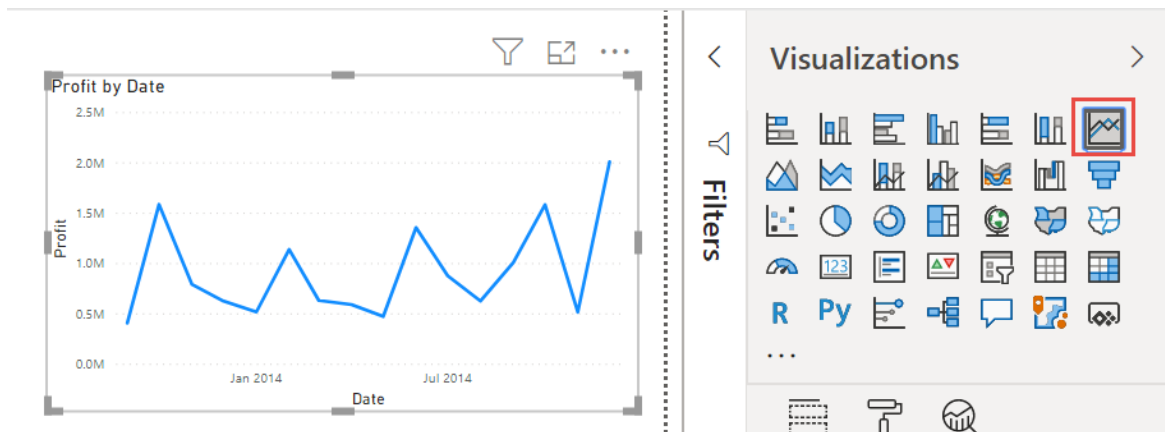 Profit by Date
2.5M
2.0M
1.5M
1.0M
0.5M
0.0M
Profit
Jan 2014 Jul 2014
Date
Filters
Visualizations
123
R Py